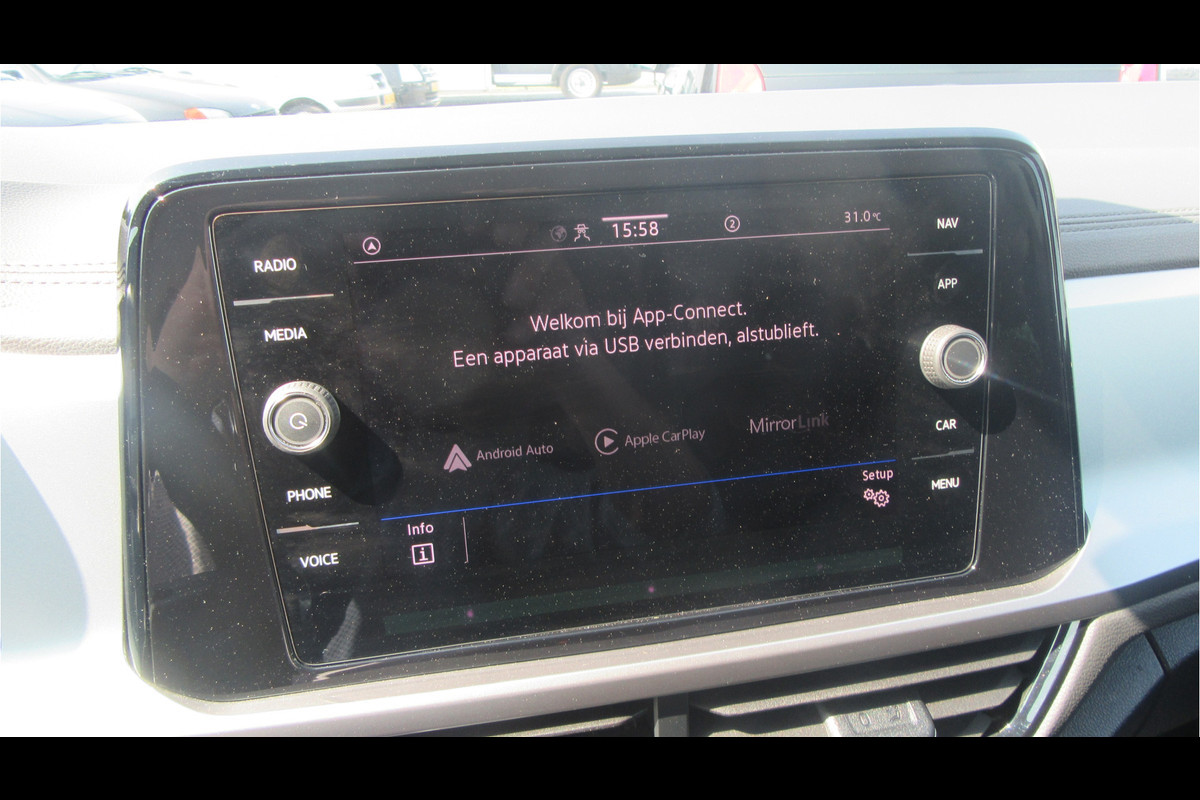 15:58
2
31.0°C
NAV
RADIO
APP
MEDIA
Welkom bij App-Connect.
Een apparaat via USB verbinden, alstublieft.
Android Auto
Apple CarPlay
MirrorLink
CAR
PHONE
Setup
MENU
Info
i
VOICE